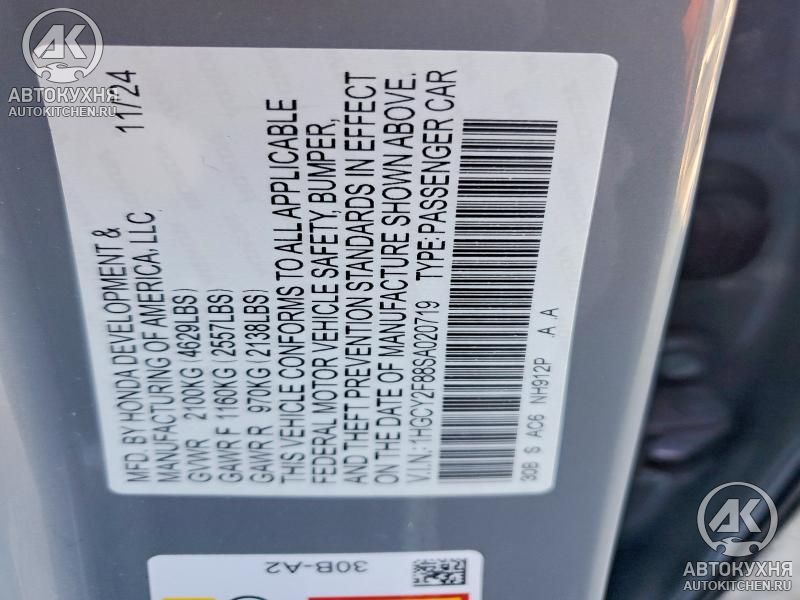 AK
АВТОКУХНЯ
AUTOKITCHEN.RU
MFD. BY HONDA DEVELOPMENT & 11/24
MANUFACTURING OF AMERICA, LLC
GVWR 2100KG (4629LBS)
GAWR F 1160KG (2557LBS)
GAWR R 970KG (2138LBS)
THIS VEHICLE CONFORMS TO ALL APPLICABLE
FEDERAL MOTOR VEHICLE SAFETY, BUMPER,
AND THEFT PREVENTION STANDARDS IN EFFECT
ON THE DATE OF MANUFACTURE SHOWN ABOVE.
V.I.N.:1HGCY2F88SA020719 TYPE:PASSENGER CAR
30B S AC6 NH912P .A .A
30B-A2
AK
АВТОКУХНЯ
AUTOKITCHEN.RU